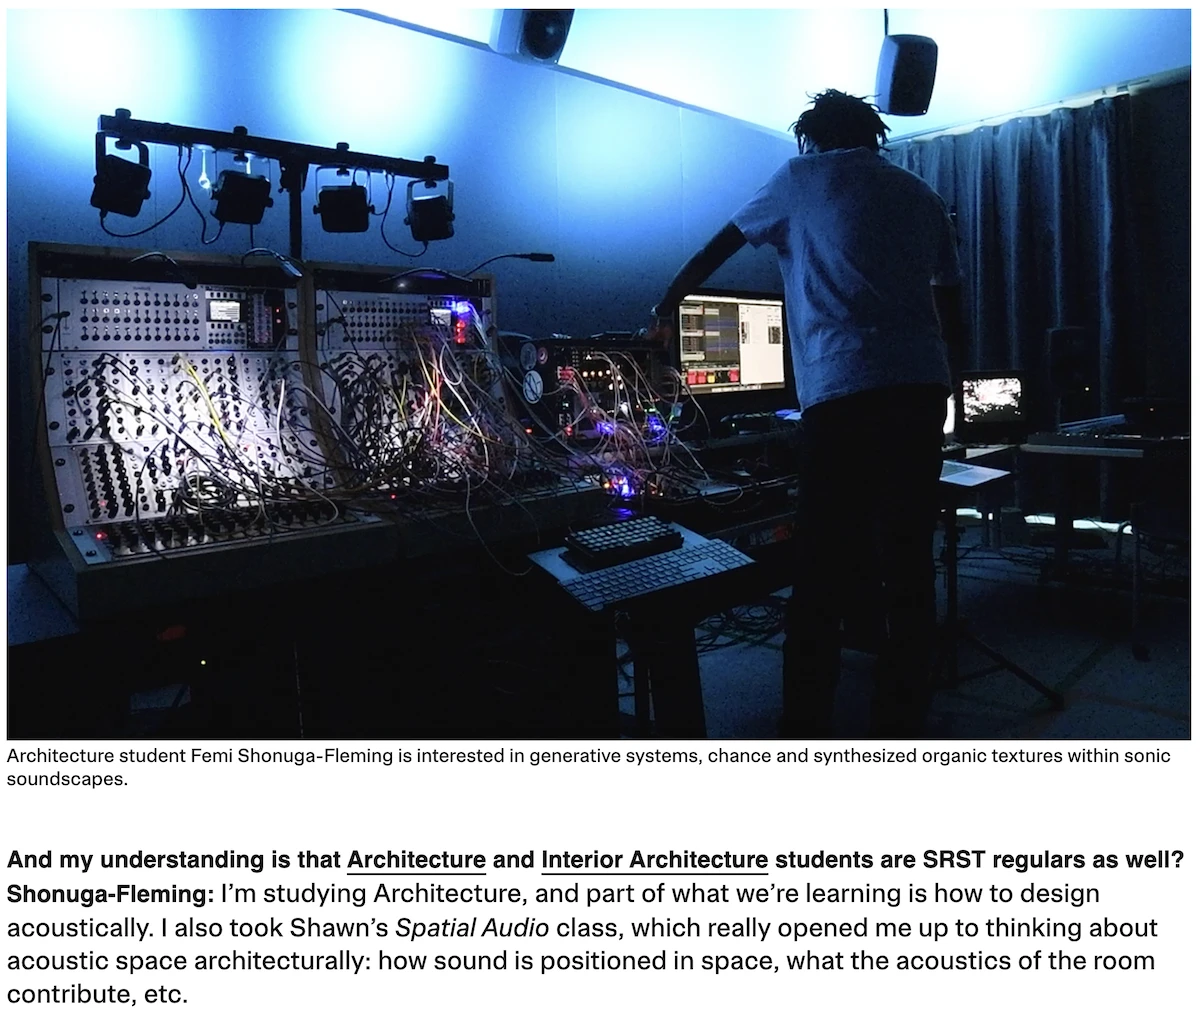 Architecture student Femi Shonuga-Fleming is interested in generative systems, chance and synthesized organic textures within sonic
soundscapes.
And my understanding is that Architecture and Interior Architecture students are SRST regulars as well?
Shonuga-Fleming: I’m studying Architecture, and part of what we’re learning is how to design
acoustically. I also took Shawn’s Spatial Audio class, which really opened me up to thinking about
acoustic space architecturally: how sound is positioned in space, what the acoustics of the room
contribute, etc.